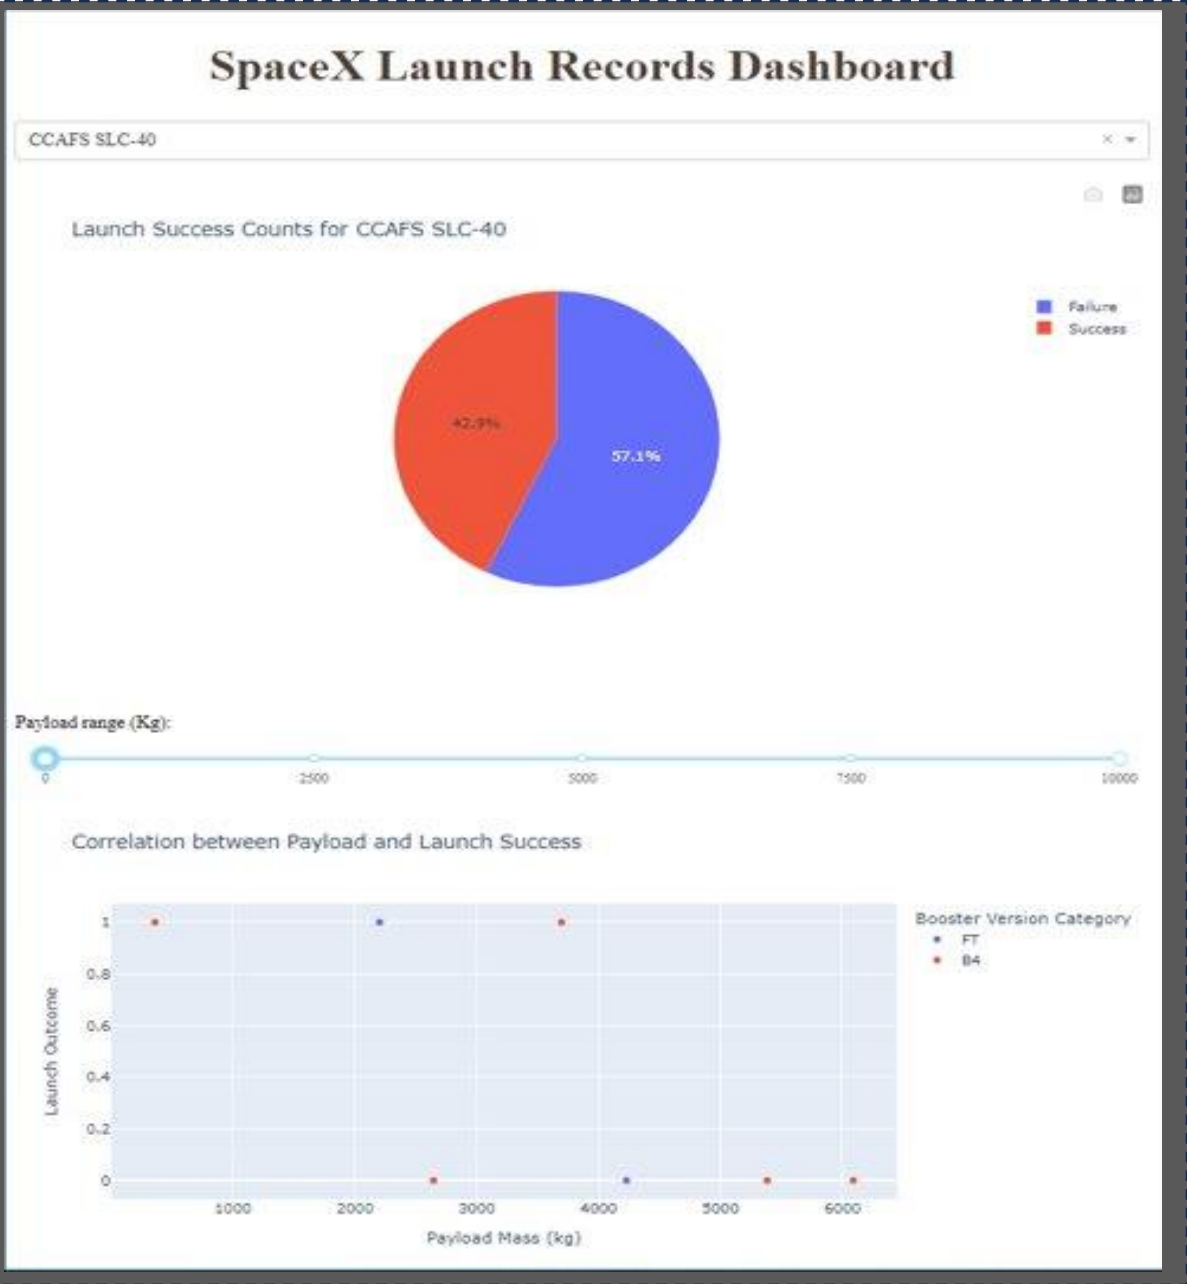 SpaceX Launch Records Dashboard
CCAFS SLC-40
×
Launch Success Counts for CCAFS SLC-40
Failure
Success
42.9%
57.1%
Payload range (Kg):
0 2500 5000 7500 10000
Correlation between Payload and Launch Success
Booster Version Category
FT
B4
1
0.8
0.6
0.4
0.2
0
Launch Outcome
1000 2000 3000 4000 5000 6000
Payload Mass (kg)